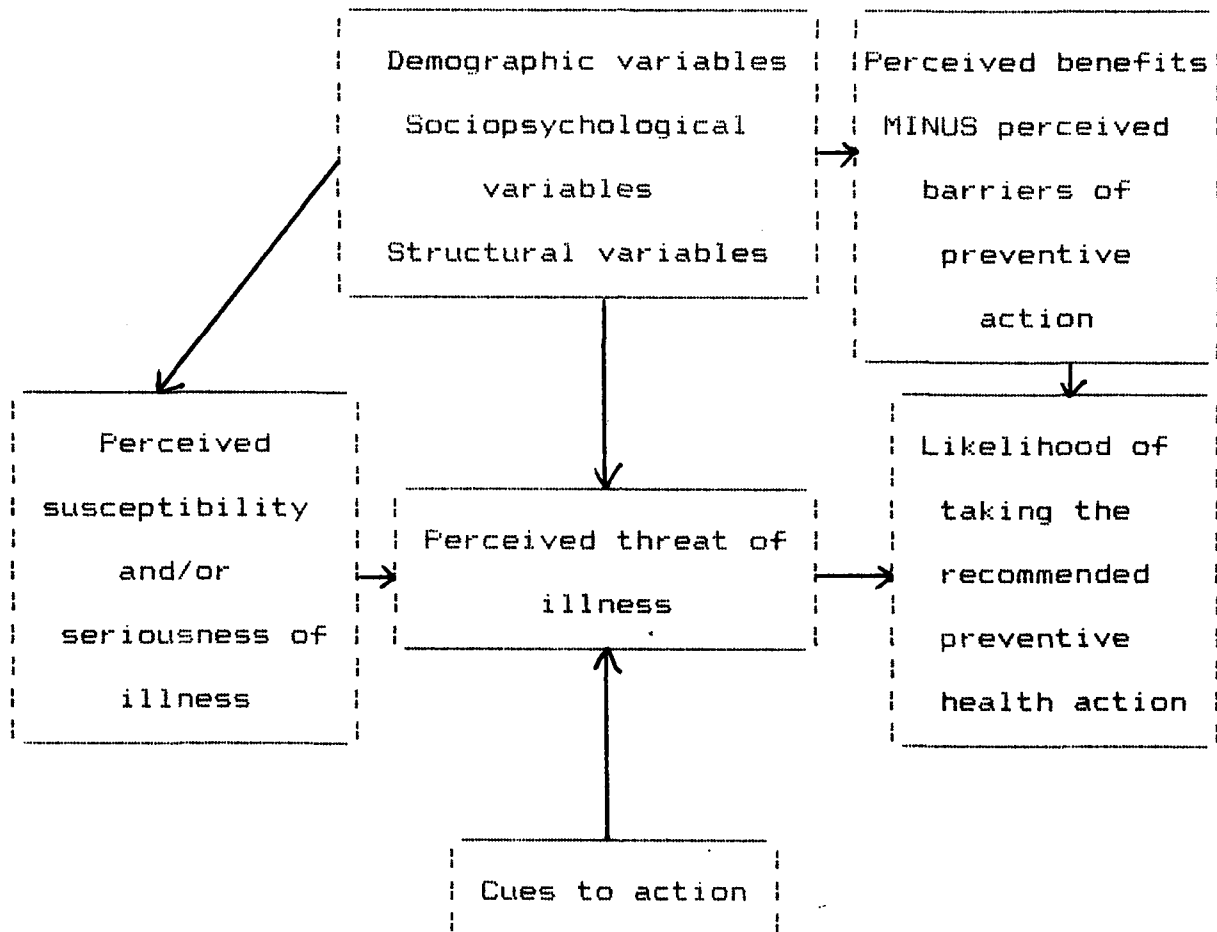 Demographic variables
Sociopsychological
variables
Structural variables
Perceived benefits
MINUS perceived
barriers of
preventive
action
Perceived
susceptibility
and/or
seriousness of
illness
Perceived threat of
illness
Likelihood of
taking the
recommended
preventive
health action
Cues to action